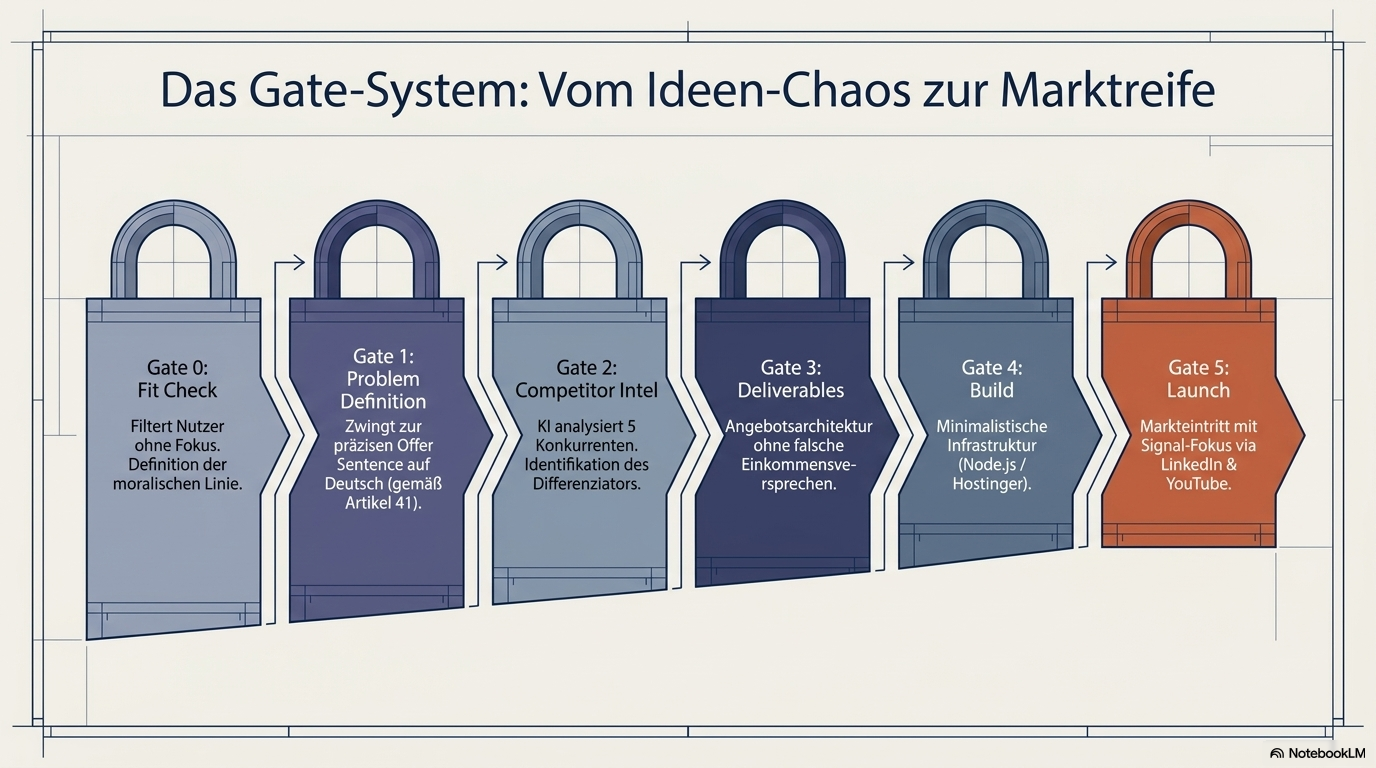 Das Gate-System: Vom Ideen-Chaos zur Marktreife
Gate 0:
Fit Check
Filtert Nutzer
ohne Fokus.
Definition der
moralischen Linie.
Gate 1:
Problem
Definition
Zwingt zur
präzisen Offer
Sentence auf
Deutsch (gemäß
Artikel 41).
Gate 2:
Competitor Intel
KI analysiert 5
Konkurrenten.
Identifikation des
Differenziators.
Gate 3:
Deliverables
Angebotsarchitektur
ohne falsche
Einkommensve-
rsprechen.
Gate 4:
Build
Minimalistische
Infrastruktur
(Node.js /
Hostinger).
Gate 5:
Launch
Markteintritt mit
Signal-Fokus via
LinkedIn &
YouTube.
NotebookLM